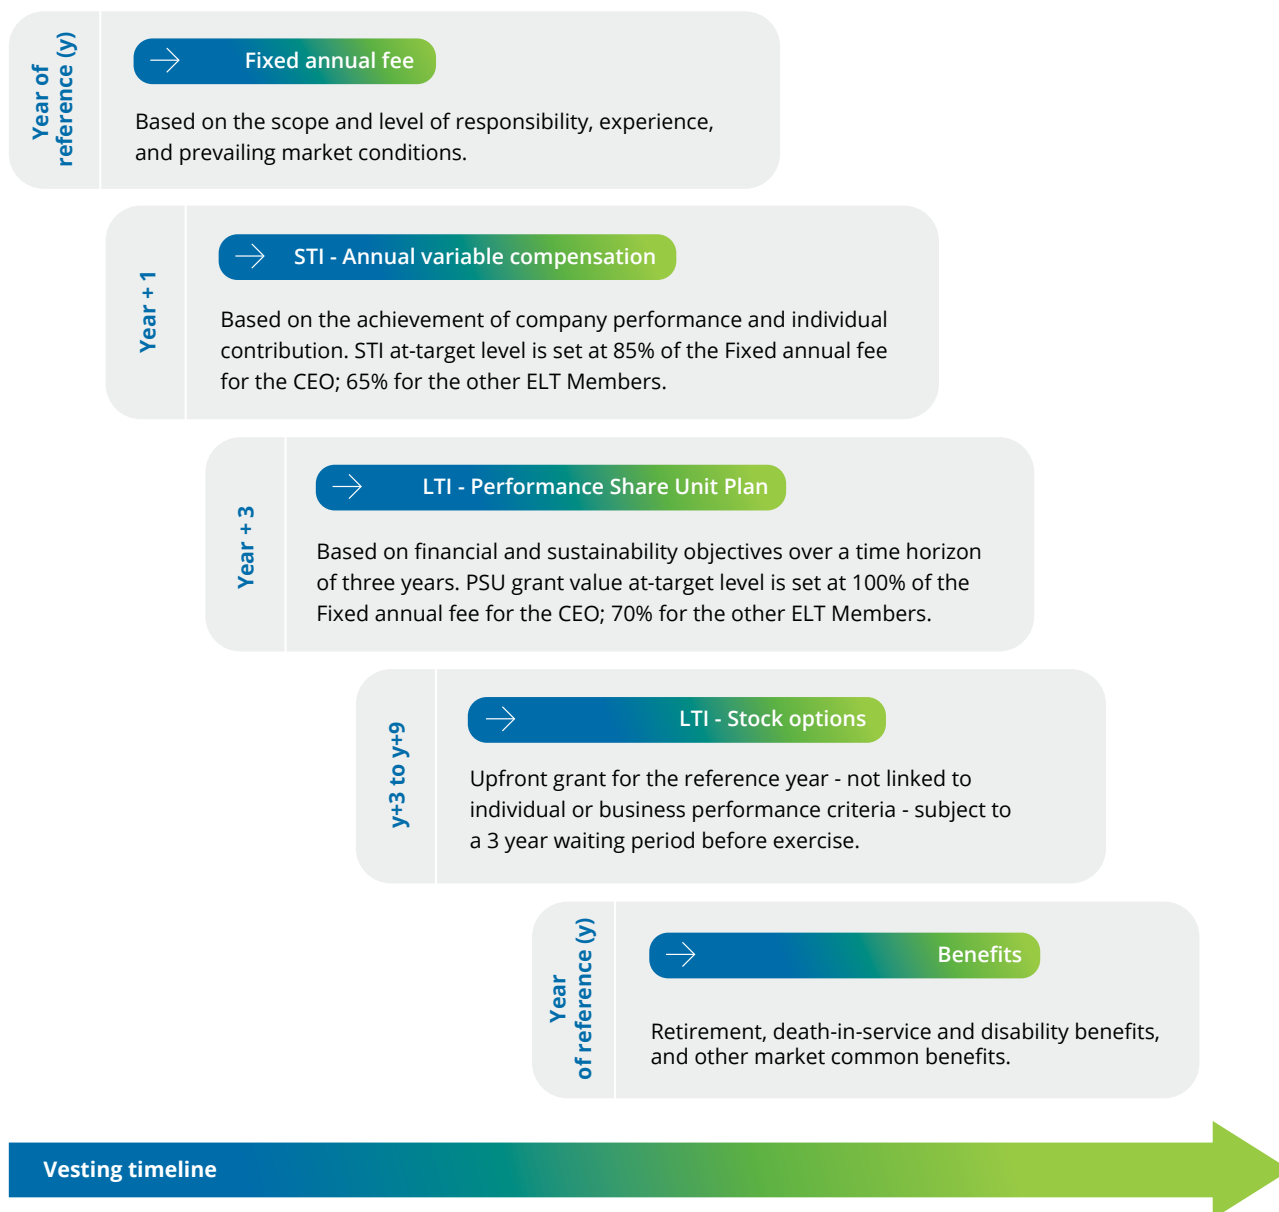 Year of
reference (y)
Fixed annual fee
Based on the scope and level of responsibility, experience,
and prevailing market conditions.
Year + 1
STI - Annual variable compensation
Based on the achievement of company performance and individual
contribution. STI at-target level is set at 85% of the Fixed annual fee
for the CEO; 65% for the other ELT Members.
Year + 3
LTI - Performance Share Unit Plan
Based on financial and sustainability objectives over a time horizon
of three years. PSU grant value at-target level is set at 100% of the
Fixed annual fee for the CEO; 70% for the other ELT Members.
y+3 to y+9
LTI - Stock options
Upfront grant for the reference year - not linked to
individual or business performance criteria - subject to
a 3 year waiting period before exercise.
Year
of reference (y)
Benefits
Retirement, death-in-service and disability benefits,
and other market common benefits.
Vesting timeline